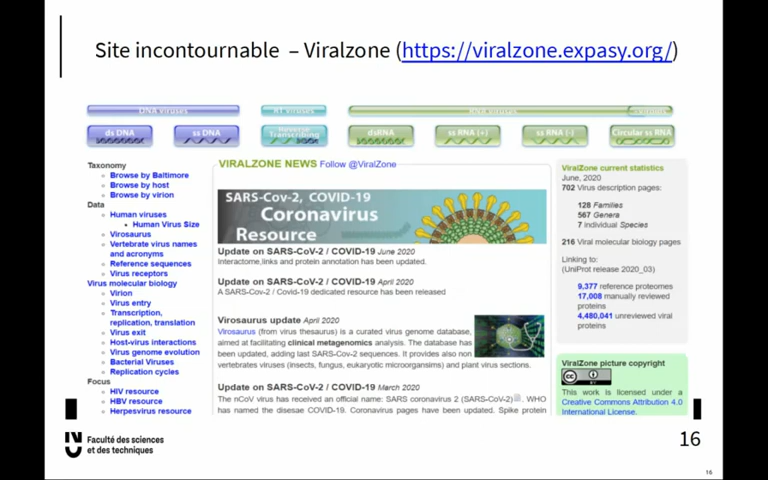 Site incontournable – Viralzone (https://viralzone.expasy.org/)
DNA viruses
RT viruses
RNA viruses
ds DNA
ss DNA
Reverse
Transcribing
dsRNA
ss RNA (+)
ss RNA (-)
Circular ss RNA
Taxonomy
Browse by Baltimore
Browse by host
Browse by virion
Data
Human viruses
Human Virus Size
Virosaurus
Vertebrate virus names
and acronyms
Reference sequences
Virus receptors
Virus molecular biology
Virion
Virus entry
Transcription,
replication, translation
Virus exit
Host-virus interactions
Virus genome evolution
Bacterial Viruses
Replication cycles
Focus
HIV resource
HBV resource
Herpesvirus resource
VIRALZONE NEWS Follow @ViralZone
SARS-Cov-2, COVID-19
Coronavirus
Resource
Update on SARS-CoV-2 / COVID-19 June 2020
Interactome,links and protein annotation has been updated.
Update on SARS-CoV-2 / COVID-19 April 2020
A SARS-CoV-2 / Covid-19 dedicated resource has been released
Virosaurus update April 2020
Virosaurus (from virus thesaurus) is a curated virus genome database,
aimed at facilitating clinical metagenomics analysis. The database has
been updated, adding last SARS-Cov-2 sequences. It provides also non
vertebrates viruses (insects, fungus, eukaryotic microorgansims) and plant virus sections.
Update on SARS-CoV-2 / COVID-19 March 2020
The nCoV virus has received an official name: SARS coronavirus 2 (SARS-CoV-2). WHO
has named the disesae COVID-19. Coronavirus pages have been updated. Spike protein
ViralZone current statistics
June, 2020
702 Virus description pages:
128 Families
567 Genera
7 individual Species
216 Viral molecular biology pages
Linking to:
(UniProt release 2020_03)
9,377 reference proteomes
17,008 manually reviewed
proteins
4,480,041 unreviewed viral
proteins
ViralZone picture copyright
This work is licensed under a
Creative Commons Attribution 4.0
International License.
Faculté des sciences
et des techniques
16
16